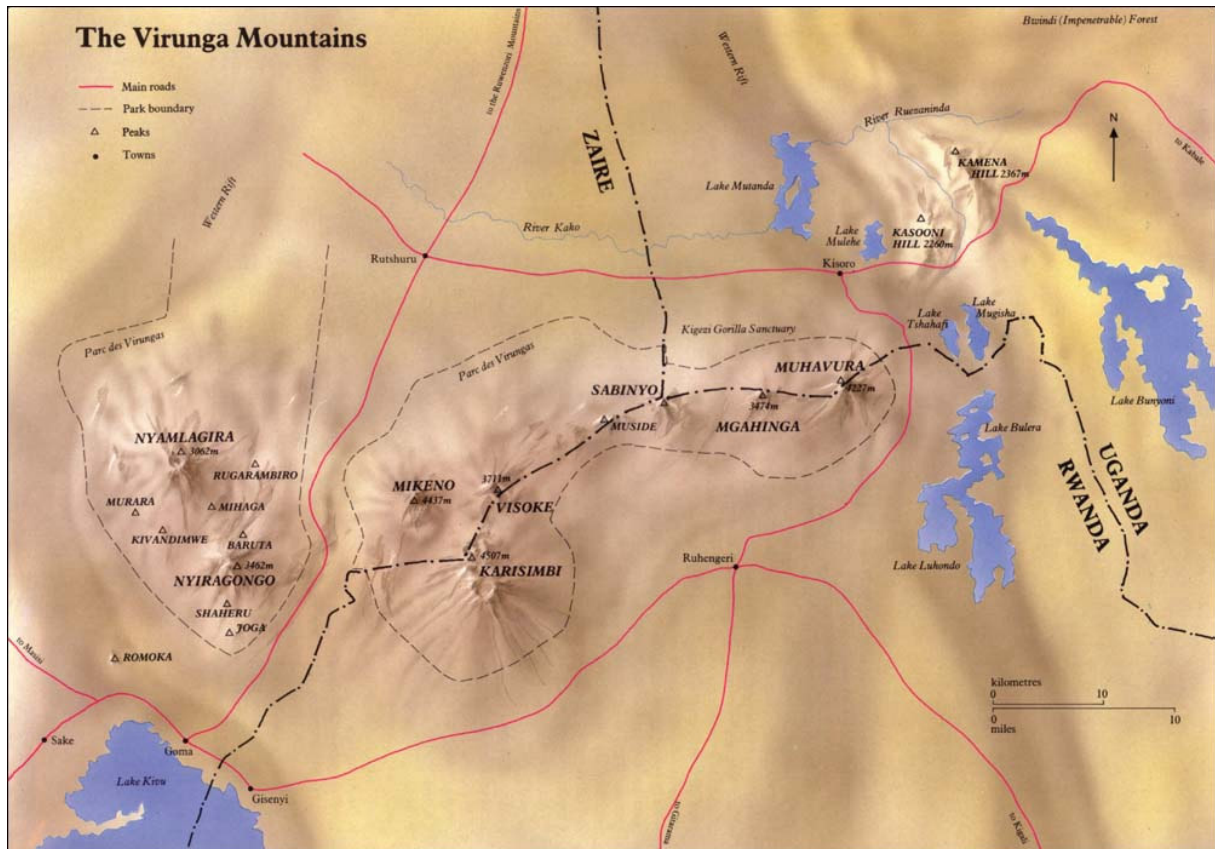 The Virunga Mountains
Main roads
Park boundary
Peaks
Towns
to the Ruwenzori Mountains
Western Rift
Bwindi (Impenetrable) Forest
ZAIRE
River Ruezaninda
N
to Kabale
KAMENA
HILL 2367m
Lake Mutanda
Western Rift
River Kako
Lake
Mulehe
KASOONI
HILL 2260m
Rutshuru
Kisoro
Lake
Tshahafi
Lake
Mugisha
Kigezi Gorilla Sanctuary
Parc des Virungas
Parc des Virungas
MUHAVURA
4227m
SABINYO
3474m
MGAHINGA
MUSIDE
Lake Bunyoni
Lake Bulera
NYAMLAGIRA
3062m
RUGARAMBIRO
MIKENO
4437m
3711m
VISOKE
UGANDA
RWANDA
MURARA
MIHAGA
KIVANDIMWE
BARUTA
3462m
NYIRAGONGO
4507m
KARISIMBI
Ruhengeri
Lake Luhondo
SHAHERU
JOGA
ROMOKA
to Masisi
kilometres
0 10
0 10
miles
Sake
Goma
Lake Kivu
Gisenyi
to Kigali